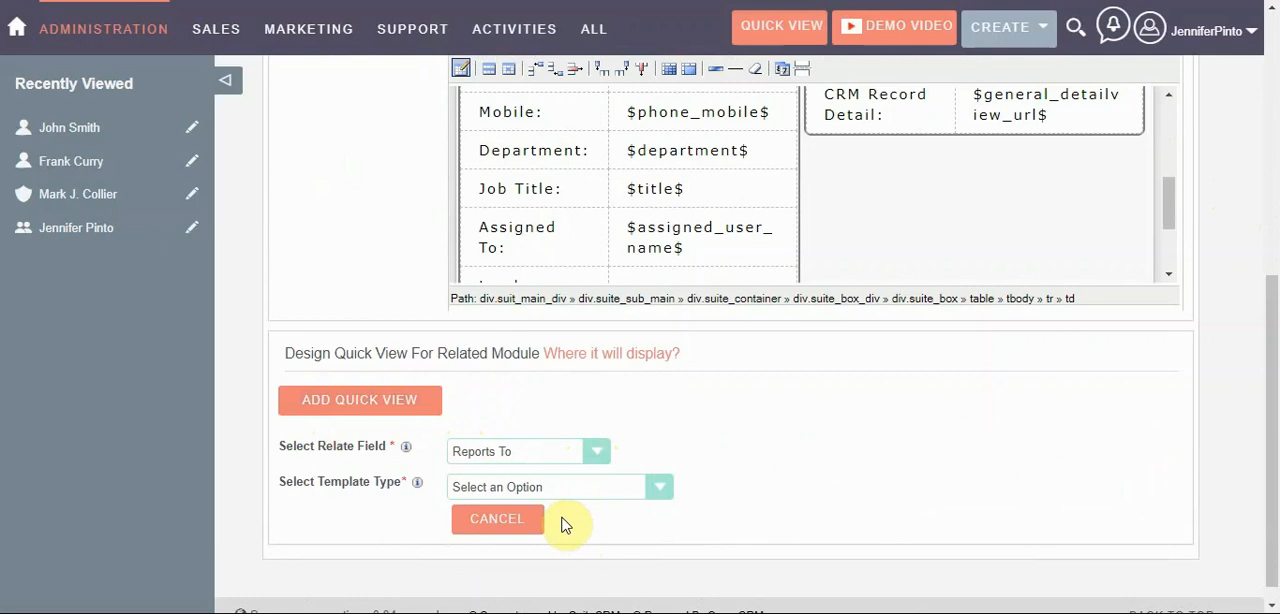 ADMINISTRATION SALES MARKETING SUPPORT ACTIVITIES ALL QUICK VIEW DEMO VIDEO CREATE JenniferPinto
Recently Viewed
John Smith
Frank Curry
Mark J. Collier
Jennifer Pinto
CRM Record $general_detailv
Detail: iew_url$
Mobile: $phone_mobile$
Department: $department$
Job Title: $title$
Assigned $assigned_user_
To: name$
Path: div.suit_main_div » div.suite_sub_main » div.suite_container » div.suite_box_div » div.suite_box » table » tbody » tr » td
Design Quick View For Related Module Where it will display?
ADD QUICK VIEW
Select Relate Field * Reports To
Select Template Type* Select an Option
CANCEL